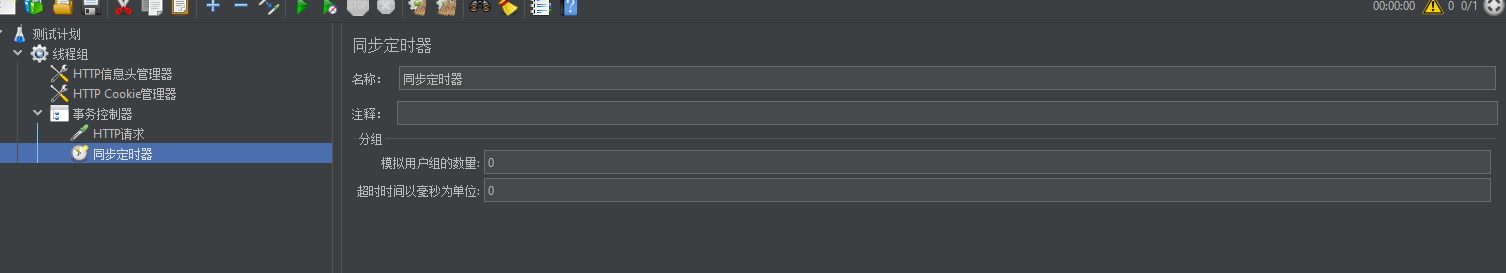 00:00:00 0 0/1
测试计划
线程组
HTTP信息头管理器
HTTP Cookie管理器
事务控制器
HTTP请求
同步定时器
同步定时器
名称: 同步定时器
注释:
分组
模拟用户组的数量: 0
超时时间以毫秒为单位: 0